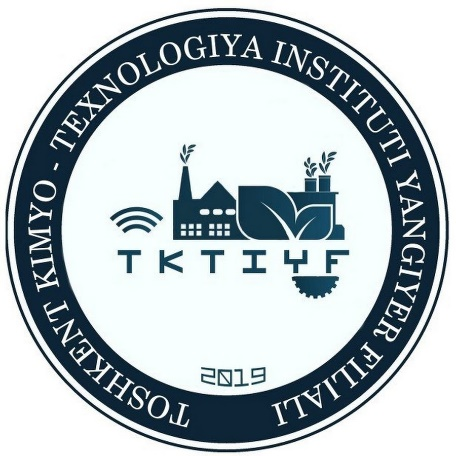 TOSHKENT KIMYO - TEXNOLOGIYA INSTITUTI YANGIYER FILIALI
TKTIYF
2019